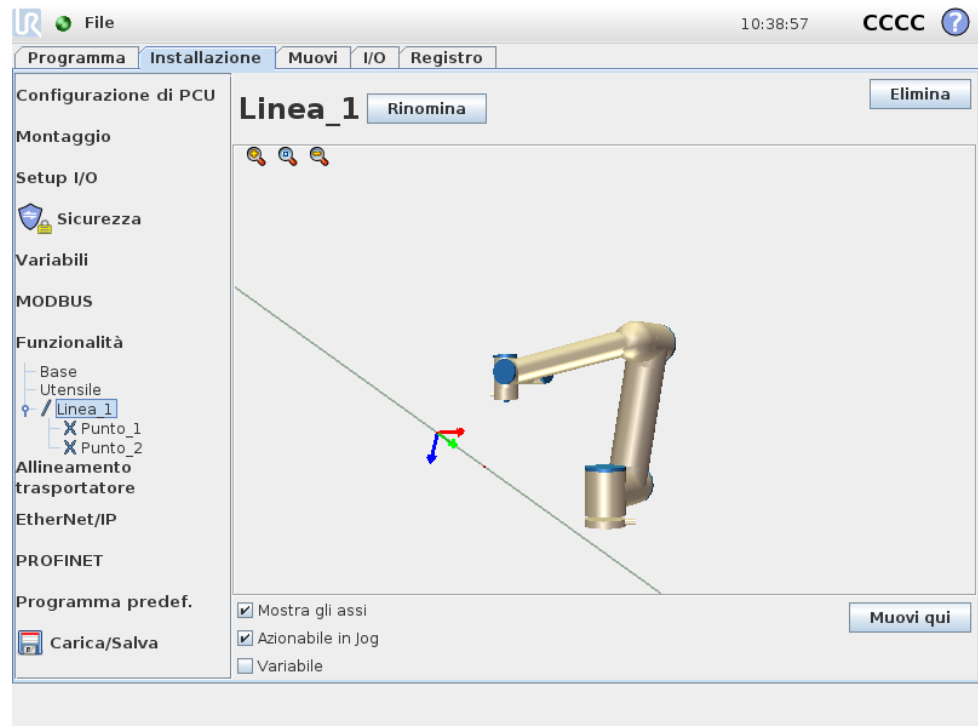 UR File 10:38:57 CCCC ?
Programma Installazione Muovi I/O Registro
Configurazione di PCU
Montaggio
Setup I/O
Sicurezza
Variabili
MODBUS
Funzionalità
Base
Utensile
Linea_1
Punto_1
Punto_2
Allineamento
trasportatore
EtherNet/IP
PROFINET
Programma predef.
Carica/Salva
Linea_1 Rinomina Elimina
Mostra gli assi
Azionabile in Jog
Variabile
Muovi qui